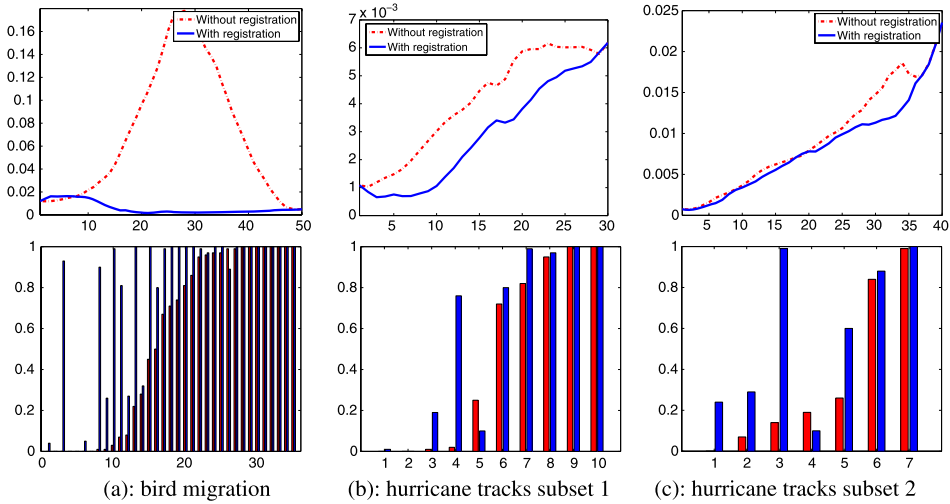 0.18
0.16
0.14
0.12
0.1
0.08
0.06
0.04
0.02
0
10 20 30 40 50
Without registration
With registration
7 × 10⁻³
6
5
4
3
2
1
0
5 10 15 20 25 30
Without registration
With registration
0.025
0.02
0.015
0.01
0.005
0
5 10 15 20 25 30 35 40
Without registration
With registration
1
0.8
0.6
0.4
0.2
0
0 10 20 30
1
0.8
0.6
0.4
0.2
0
1 2 3 4 5 6 7 8 9 10
1
0.8
0.6
0.4
0.2
0
1 2 3 4 5 6 7
(a): bird migration
(b): hurricane tracks subset 1
(c): hurricane tracks subset 2